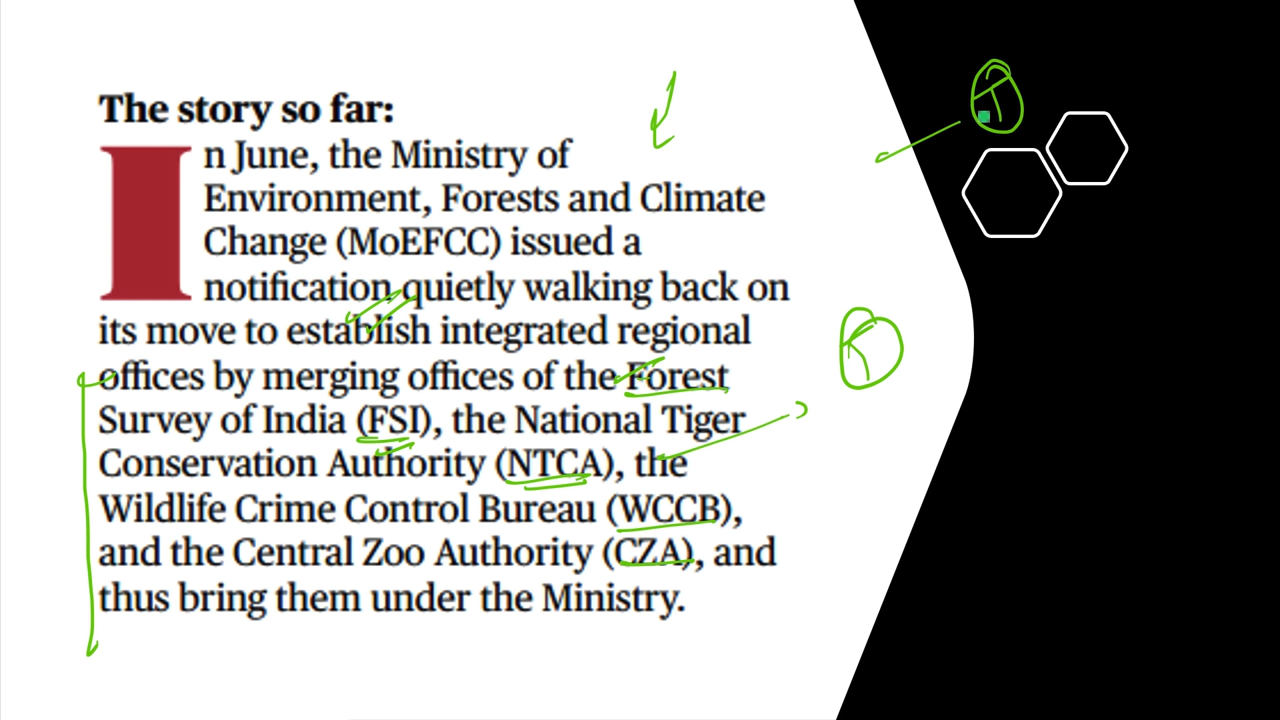 The story so far:
In June, the Ministry of
Environment, Forests and Climate
Change (MoEFCC) issued a
notification quietly walking back on
its move to establish integrated regional
offices by merging offices of the Forest
Survey of India (FSI), the National Tiger
Conservation Authority (NTCA), the
Wildlife Crime Control Bureau (WCCB),
and the Central Zoo Authority (CZA), and
thus bring them under the Ministry.